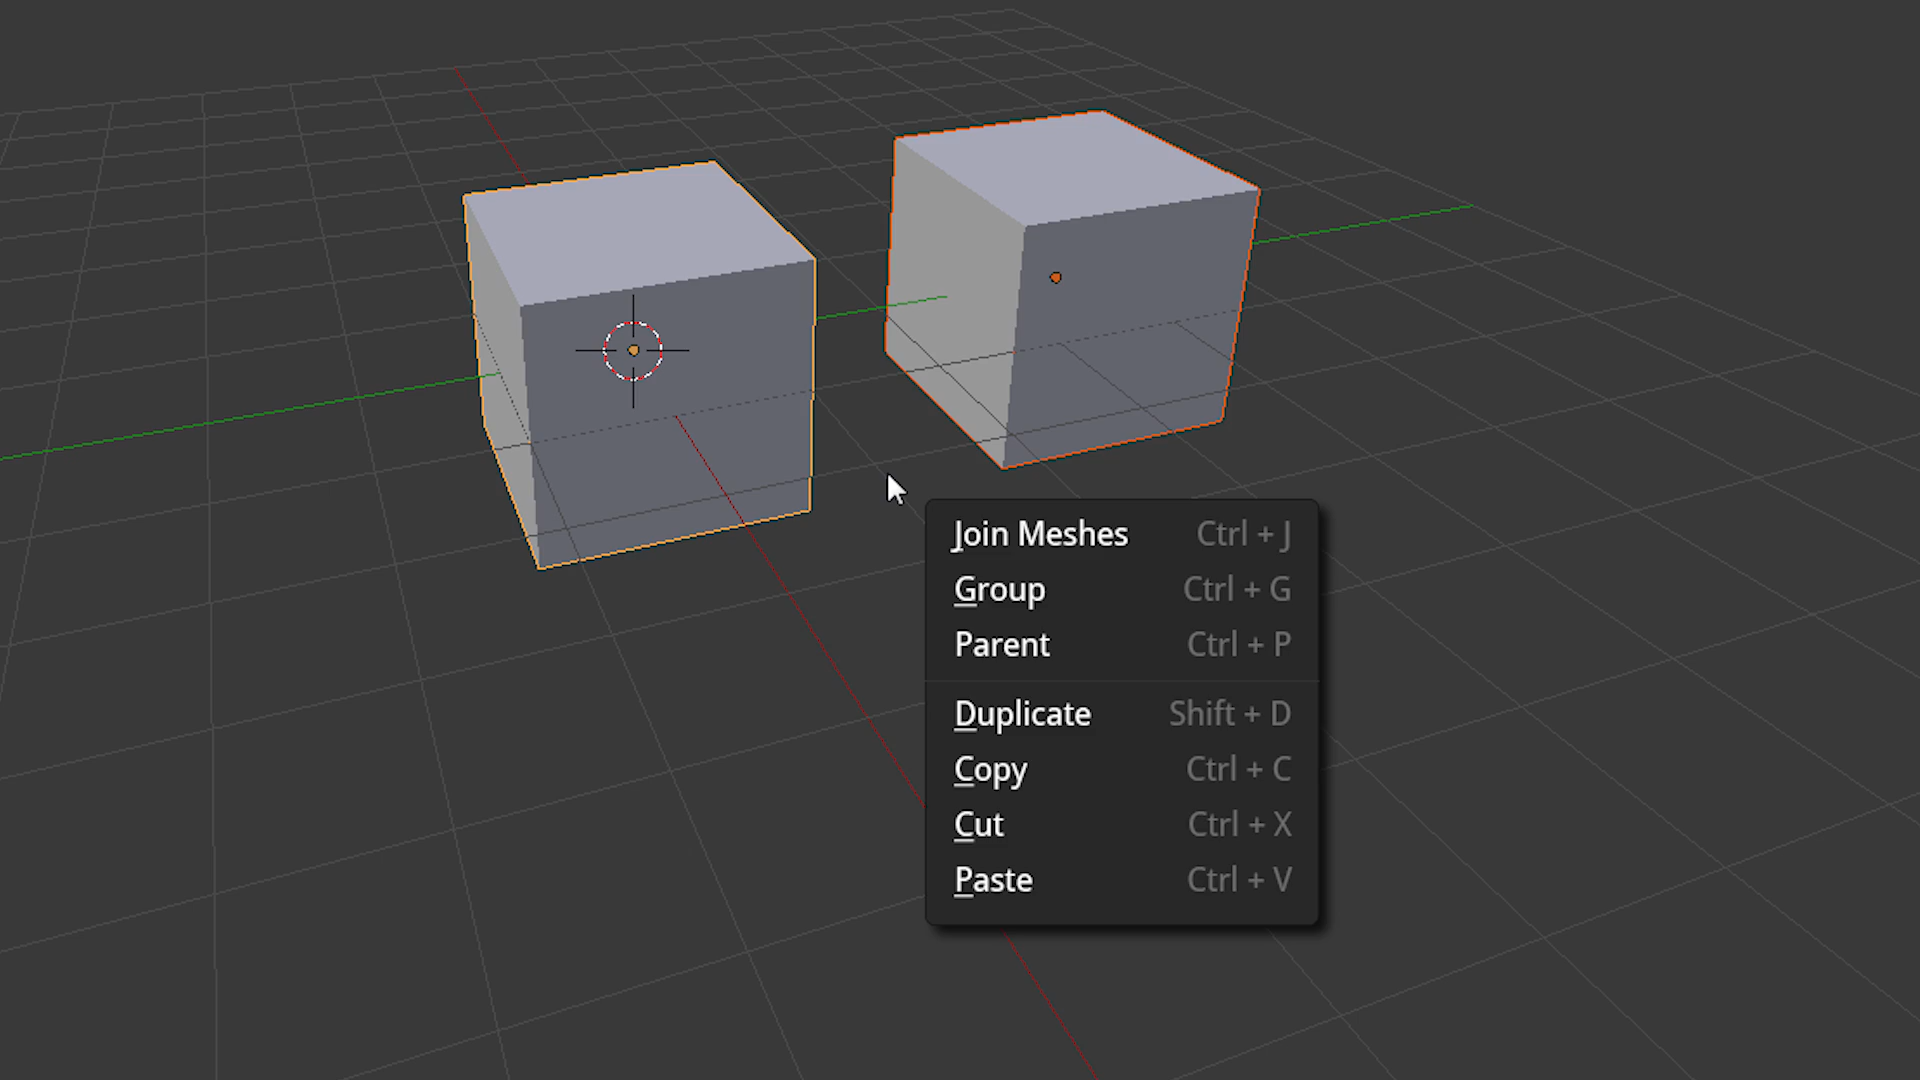 Join Meshes Ctrl + J
Group Ctrl + G
Parent Ctrl + P
Duplicate Shift + D
Copy Ctrl + C
Cut Ctrl + X
Paste Ctrl + V